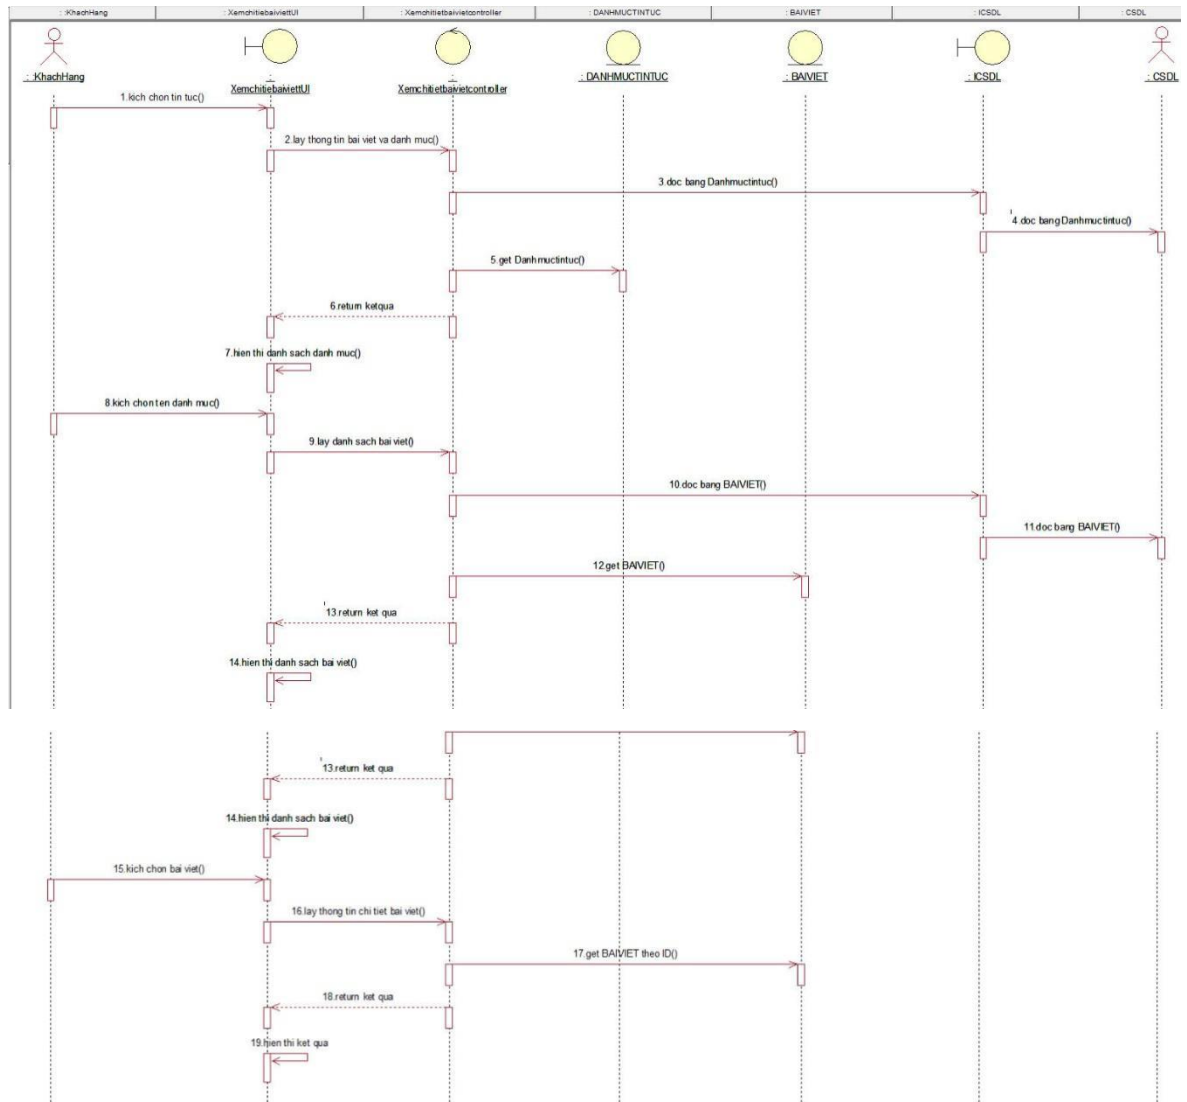 : :KhachHang
: XemchitiebaiviettUI
: Xemchitietbaivietcontroller
: DANHMUCTINTUC
: BAIVIET
: ICSDL
: CSDL
: :KhachHang
:
XemchitiebaiviettUI
:
Xemchitietbaivietcontroller
: DANHMUCTINTUC
: BAIVIET
: ICSDL
: CSDL
1.kich chon tin tuc()
2.lay thong tin bai viet va danh muc()
3.doc bang Danhmuctintuc()
4.doc bang Danhmuctintuc()
5.get Danhmuctintuc()
6.return ketqua
7.hien thi danh sach danh muc()
8.kich chon ten danh muc()
9.lay danh sach bai viet()
10.doc bang BAIVIET()
11.doc bang BAIVIET()
12.get BAIVIET()
13.return ket qua
14.hien thi danh sach bai viet()
13.return ket qua
14.hien thi danh sach bai viet()
15.kich chon bai viet()
16.lay thong tin chi tiet bai viet()
17.get BAIVIET theo ID()
18.return ket qua
19.hien thi ket qua